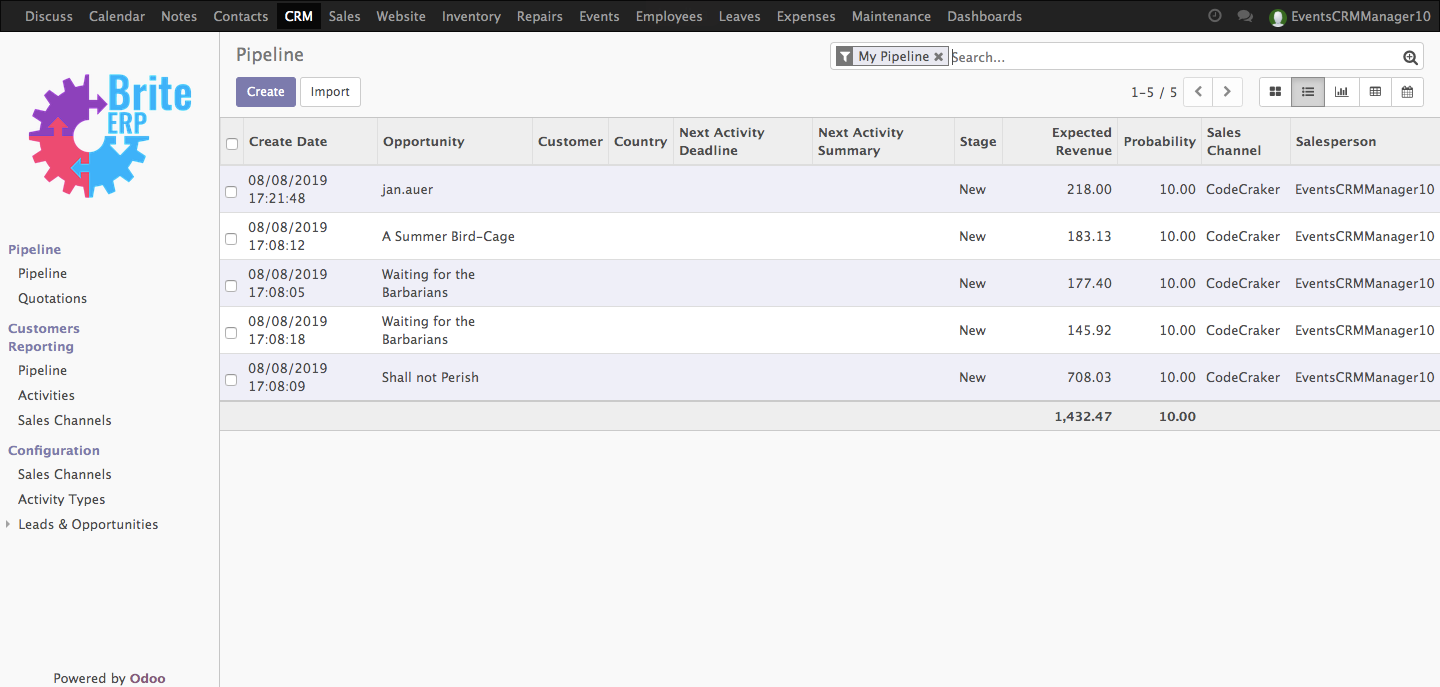 Discuss Calendar Notes Contacts CRM Sales Website Inventory Repairs Events Employees Leaves Expenses Maintenance Dashboards EventsCRMManager10
Brite
ERP
Pipeline
Pipeline
Quotations
Customers
Reporting
Pipeline
Activities
Sales Channels
Configuration
Sales Channels
Activity Types
Leads & Opportunities
Powered by Odoo
Pipeline
My Pipeline Search...
Create Import
1-5 / 5
Create Date Opportunity Customer Country Next Activity Deadline Next Activity Summary Stage Expected Revenue Probability Sales Channel Salesperson
08/08/2019 17:21:48 jan.auer New 218.00 10.00 CodeCraker EventsCRMManager10
08/08/2019 17:08:12 A Summer Bird-Cage New 183.13 10.00 CodeCraker EventsCRMManager10
08/08/2019 17:08:05 Waiting for the Barbarians New 177.40 10.00 CodeCraker EventsCRMManager10
08/08/2019 17:08:18 Waiting for the Barbarians New 145.92 10.00 CodeCraker EventsCRMManager10
08/08/2019 17:08:09 Shall not Perish New 708.03 10.00 CodeCraker EventsCRMManager10
1,432.47 10.00